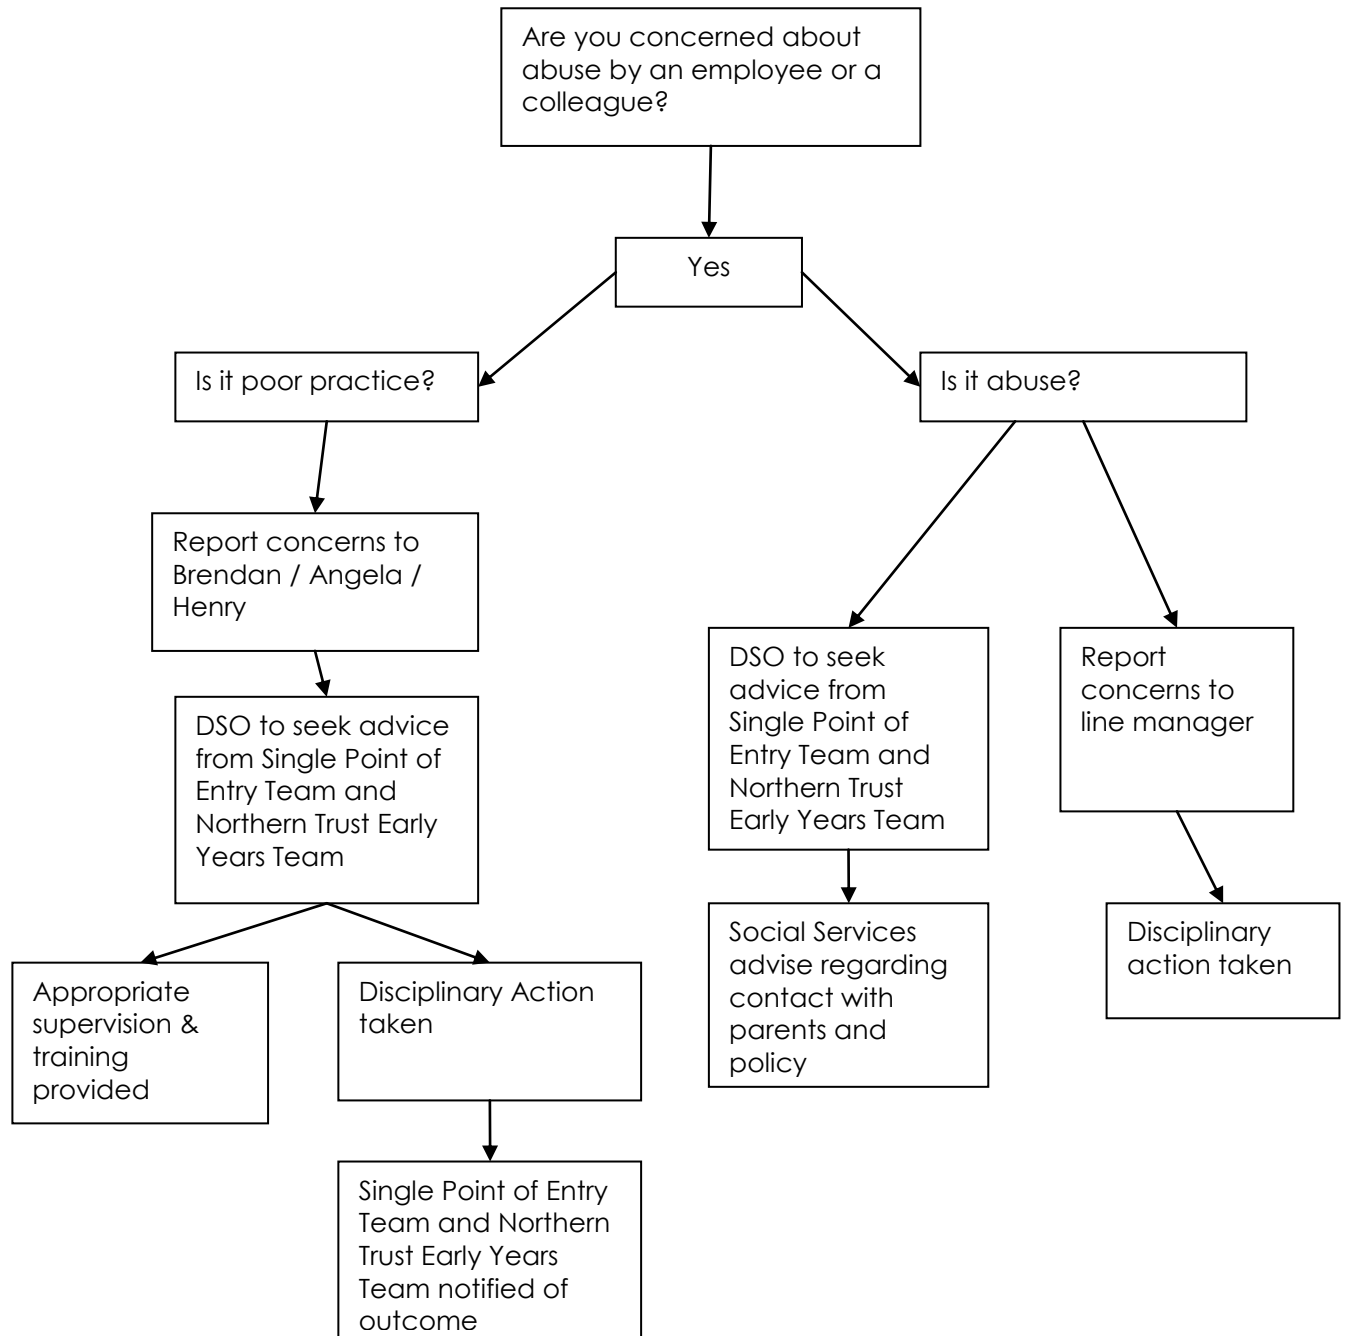 Are you concerned about
abuse by an employee or a
colleague?
Yes
Is it poor practice?
Is it abuse?
Report concerns to
Brendan / Angela /
Henry
DSO to seek advice
from Single Point of
Entry Team and
Northern Trust Early
Years Team
DSO to seek
advice from
Single Point of
Entry Team and
Northern Trust
Early Years Team
Report
concerns to
line manager
Appropriate
supervision &
training
provided
Disciplinary Action
taken
Social Services
advise regarding
contact with
parents and
policy
Disciplinary
action taken
Single Point of Entry
Team and Northern
Trust Early Years
Team notified of
outcome